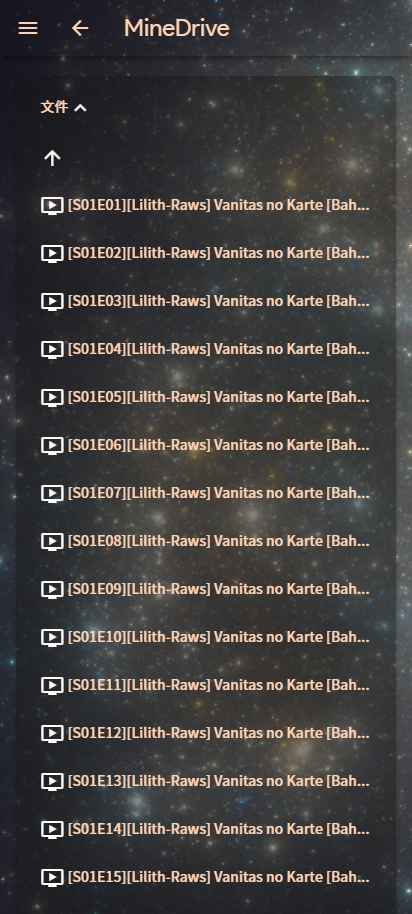 MineDrive
文件
[S01E01][Lilith-Raws] Vanitas no Karte [Bah...
[S01E02][Lilith-Raws] Vanitas no Karte [Bah...
[S01E03][Lilith-Raws] Vanitas no Karte [Bah...
[S01E04][Lilith-Raws] Vanitas no Karte [Bah...
[S01E05][Lilith-Raws] Vanitas no Karte [Bah...
[S01E06][Lilith-Raws] Vanitas no Karte [Bah...
[S01E07][Lilith-Raws] Vanitas no Karte [Bah...
[S01E08][Lilith-Raws] Vanitas no Karte [Bah...
[S01E09][Lilith-Raws] Vanitas no Karte [Bah...
[S01E10][Lilith-Raws] Vanitas no Karte [Bah...
[S01E11][Lilith-Raws] Vanitas no Karte [Bah...
[S01E12][Lilith-Raws] Vanitas no Karte [Bah...
[S01E13][Lilith-Raws] Vanitas no Karte [Bah...
[S01E14][Lilith-Raws] Vanitas no Karte [Bah...
[S01E15][Lilith-Raws] Vanitas no Karte [Bah...